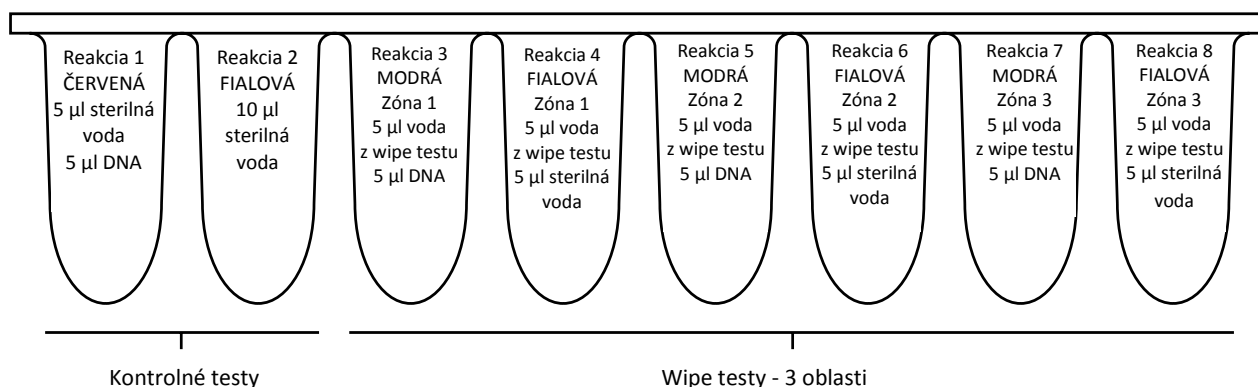 Reakcia 1
ČERVENÁ
5 µl sterilná
voda
5 µl DNA
Reakcia 2
FIALOVÁ
10 µl
sterilná
voda
Reakcia 3
MODRÁ
Zóna 1
5 µl voda
z wipe testu
5 µl DNA
Reakcia 4
FIALOVÁ
Zóna 1
5 µl voda
z wipe testu
5 µl sterilná
voda
Reakcia 5
MODRÁ
Zóna 2
5 µl voda
z wipe testu
5 µl DNA
Reakcia 6
FIALOVÁ
Zóna 2
5 µl voda
z wipe testu
5 µl sterilná
voda
Reakcia 7
MODRÁ
Zóna 3
5 µl voda
z wipe testu
5 µl DNA
Reakcia 8
FIALOVÁ
Zóna 3
5 µl voda
z wipe testu
5 µl sterilná
voda
Kontrolné testy
Wipe testy - 3 oblasti